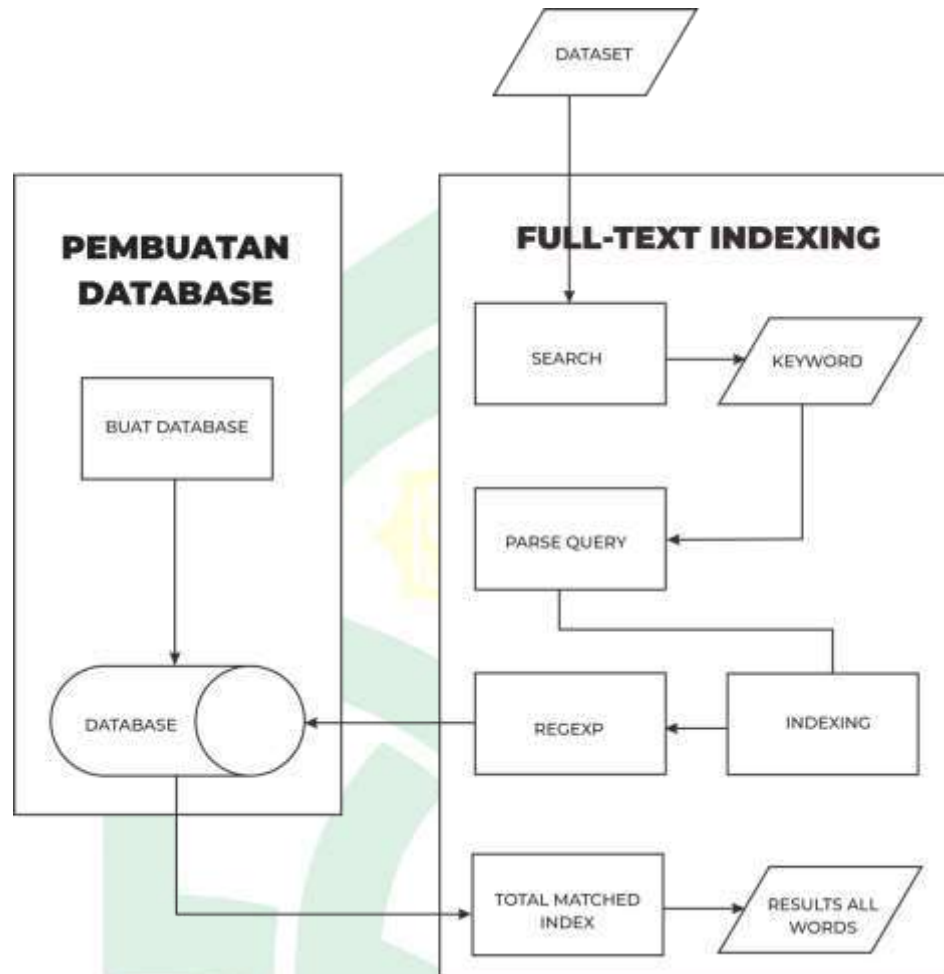 DATASET
PEMBUATAN
DATABASE
BUAT DATABASE
DATABASE
FULL-TEXT INDEXING
SEARCH
KEYWORD
PARSE QUERY
REGEXP
INDEXING
TOTAL MATCHED
INDEX
RESULTS ALL
WORDS